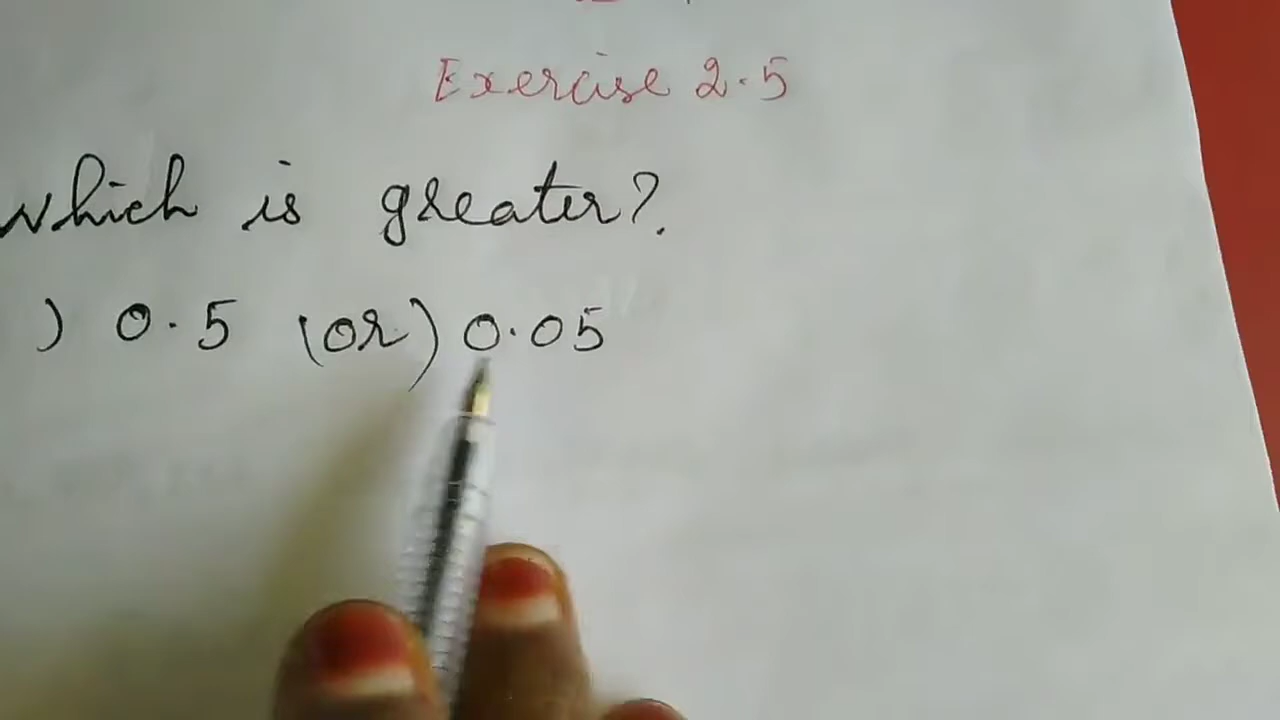 Exercise 2.5
Which is greater?
) 0.5 (or) 0.05